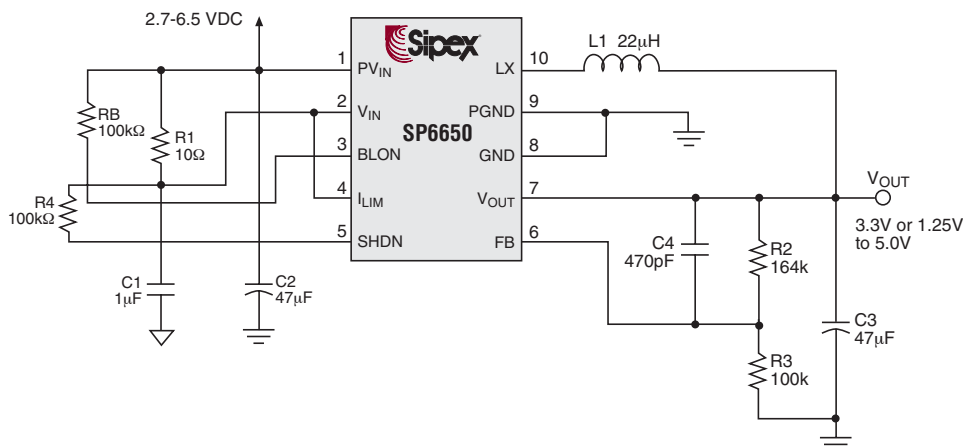 2.7-6.5 VDC
Sipex
SP6650
1
PVIN
2
VIN
3
BLON
4
ILIM
5
SHDN
10
LX
9
PGND
8
GND
7
VOUT
6
FB
L1 22µH
RB
100kΩ
R1
10Ω
R4
100kΩ
C1
1µF
C2
47µF
C4
470pF
R2
164k
R3
100k
C3
47µF
VOUT
3.3V or 1.25V
to 5.0V